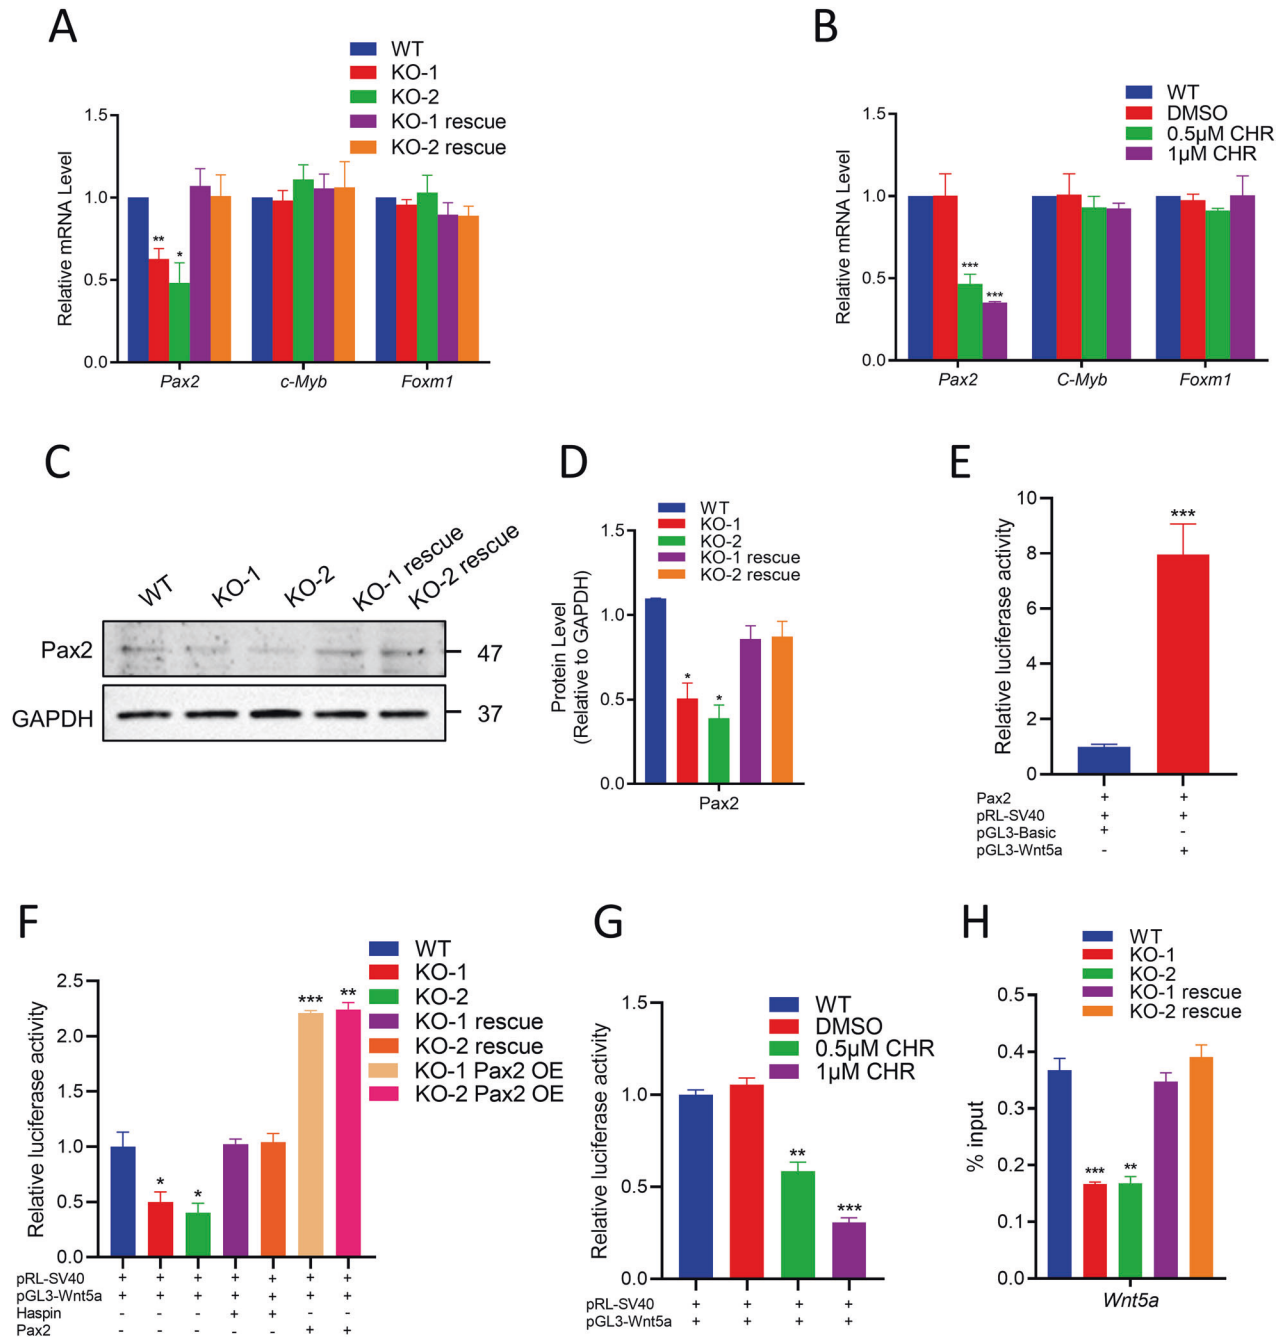 A
WT
KO-1
KO-2
KO-1 rescue
KO-2 rescue
Relative mRNA Level
1.5
1.0
0.5
0.0
**
*
Pax2
c-Myb
Foxm1
B
WT
DMSO
0.5µM CHR
1µM CHR
Relative mRNA Level
1.5
1.0
0.5
0.0
***
***
Pax2
C-Myb
Foxm1
C
WT
KO-1
KO-2
KO-1 rescue
KO-2 rescue
Pax2
47
GAPDH
37
D
WT
KO-1
KO-2
KO-1 rescue
KO-2 rescue
Protein Level
(Relative to GAPDH)
1.5
1.0
0.5
0.0
*
*
Pax2
E
Relative luciferase activity
10
8
6
4
2
0
***
Pax2 + +
pRL-SV40 + +
pGL3-Basic + -
pGL3-Wnt5a - +
F
WT
KO-1
KO-2
KO-1 rescue
KO-2 rescue
KO-1 Pax2 OE
KO-2 Pax2 OE
Relative luciferase activity
2.5
2.0
1.5
1.0
0.5
0.0
*
*
***
**
pRL-SV40 + + + + + + +
pGL3-Wnt5a + + + + + + +
Haspin - - - + + - -
Pax2 - - - - - + +
G
WT
DMSO
0.5µM CHR
1µM CHR
Relative luciferase activity
1.5
1.0
0.5
0.0
**
***
pRL-SV40 + + + +
pGL3-Wnt5a + + + +
H
WT
KO-1
KO-2
KO-1 rescue
KO-2 rescue
% input
0.5
0.4
0.3
0.2
0.1
0.0
***
**
Wnt5a